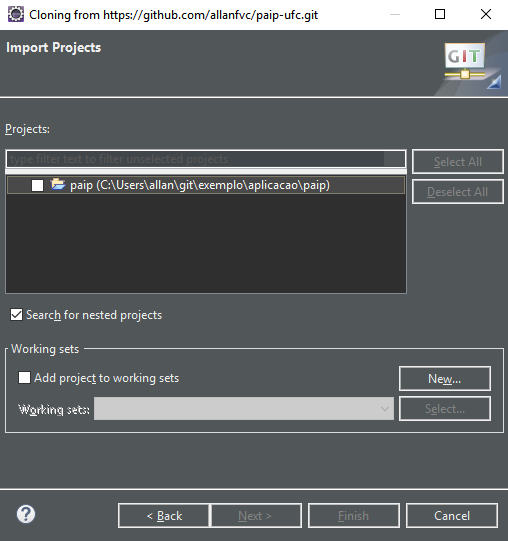 Cloning from https://github.com/allanfvc/paip-ufc.git
Import Projects
GIT
Projects:
type filter text to filter unselected projects
Select All
paip (C:\Users\allan\git\exemplo\aplicacao\paip)
Deselect All
Search for nested projects
Working sets
Add project to working sets
New...
Working sets:
Select...
?
< Back
Next >
Finish
Cancel